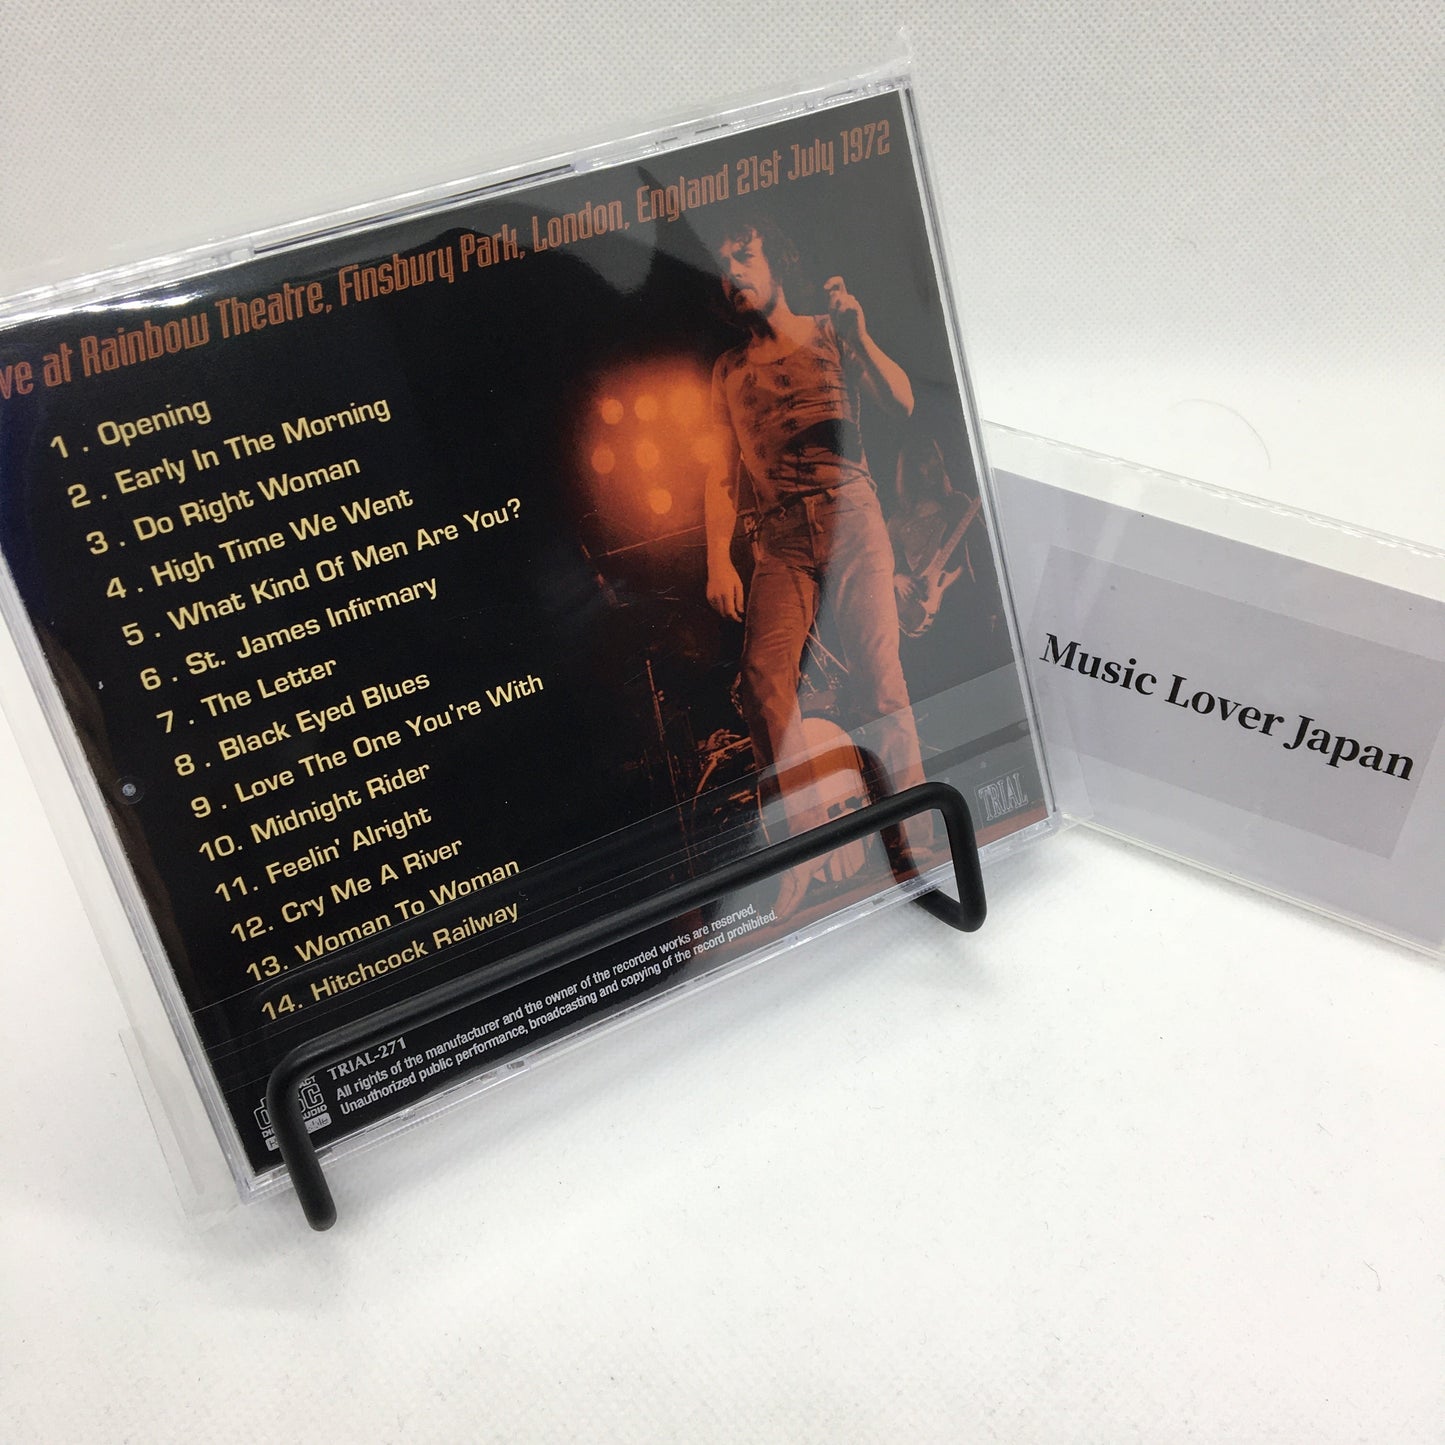 ve at Rainbow Theatre, Finsbury Park, London, England 21st July 1972
1 . Opening
2 . Early In The Morning
3 . Do Right Woman
4 . High Time We Went
5 . What Kind Of Men Are You?
6 . St. James Infirmary
7 . The Letter
8 . Black Eyed Blues
9 . Love The One You're With
10. Midnight Rider
11. Feelin' Alright
12. Cry Me A River
13. Woman To Woman
14. Hitchcock Railway
TRIAL
TRIAL-271
All rights of the manufacturer and the owner of the recorded works are reserved.
Unauthorized public performance, broadcasting and copying of the record prohibited.
Music Lover Japan